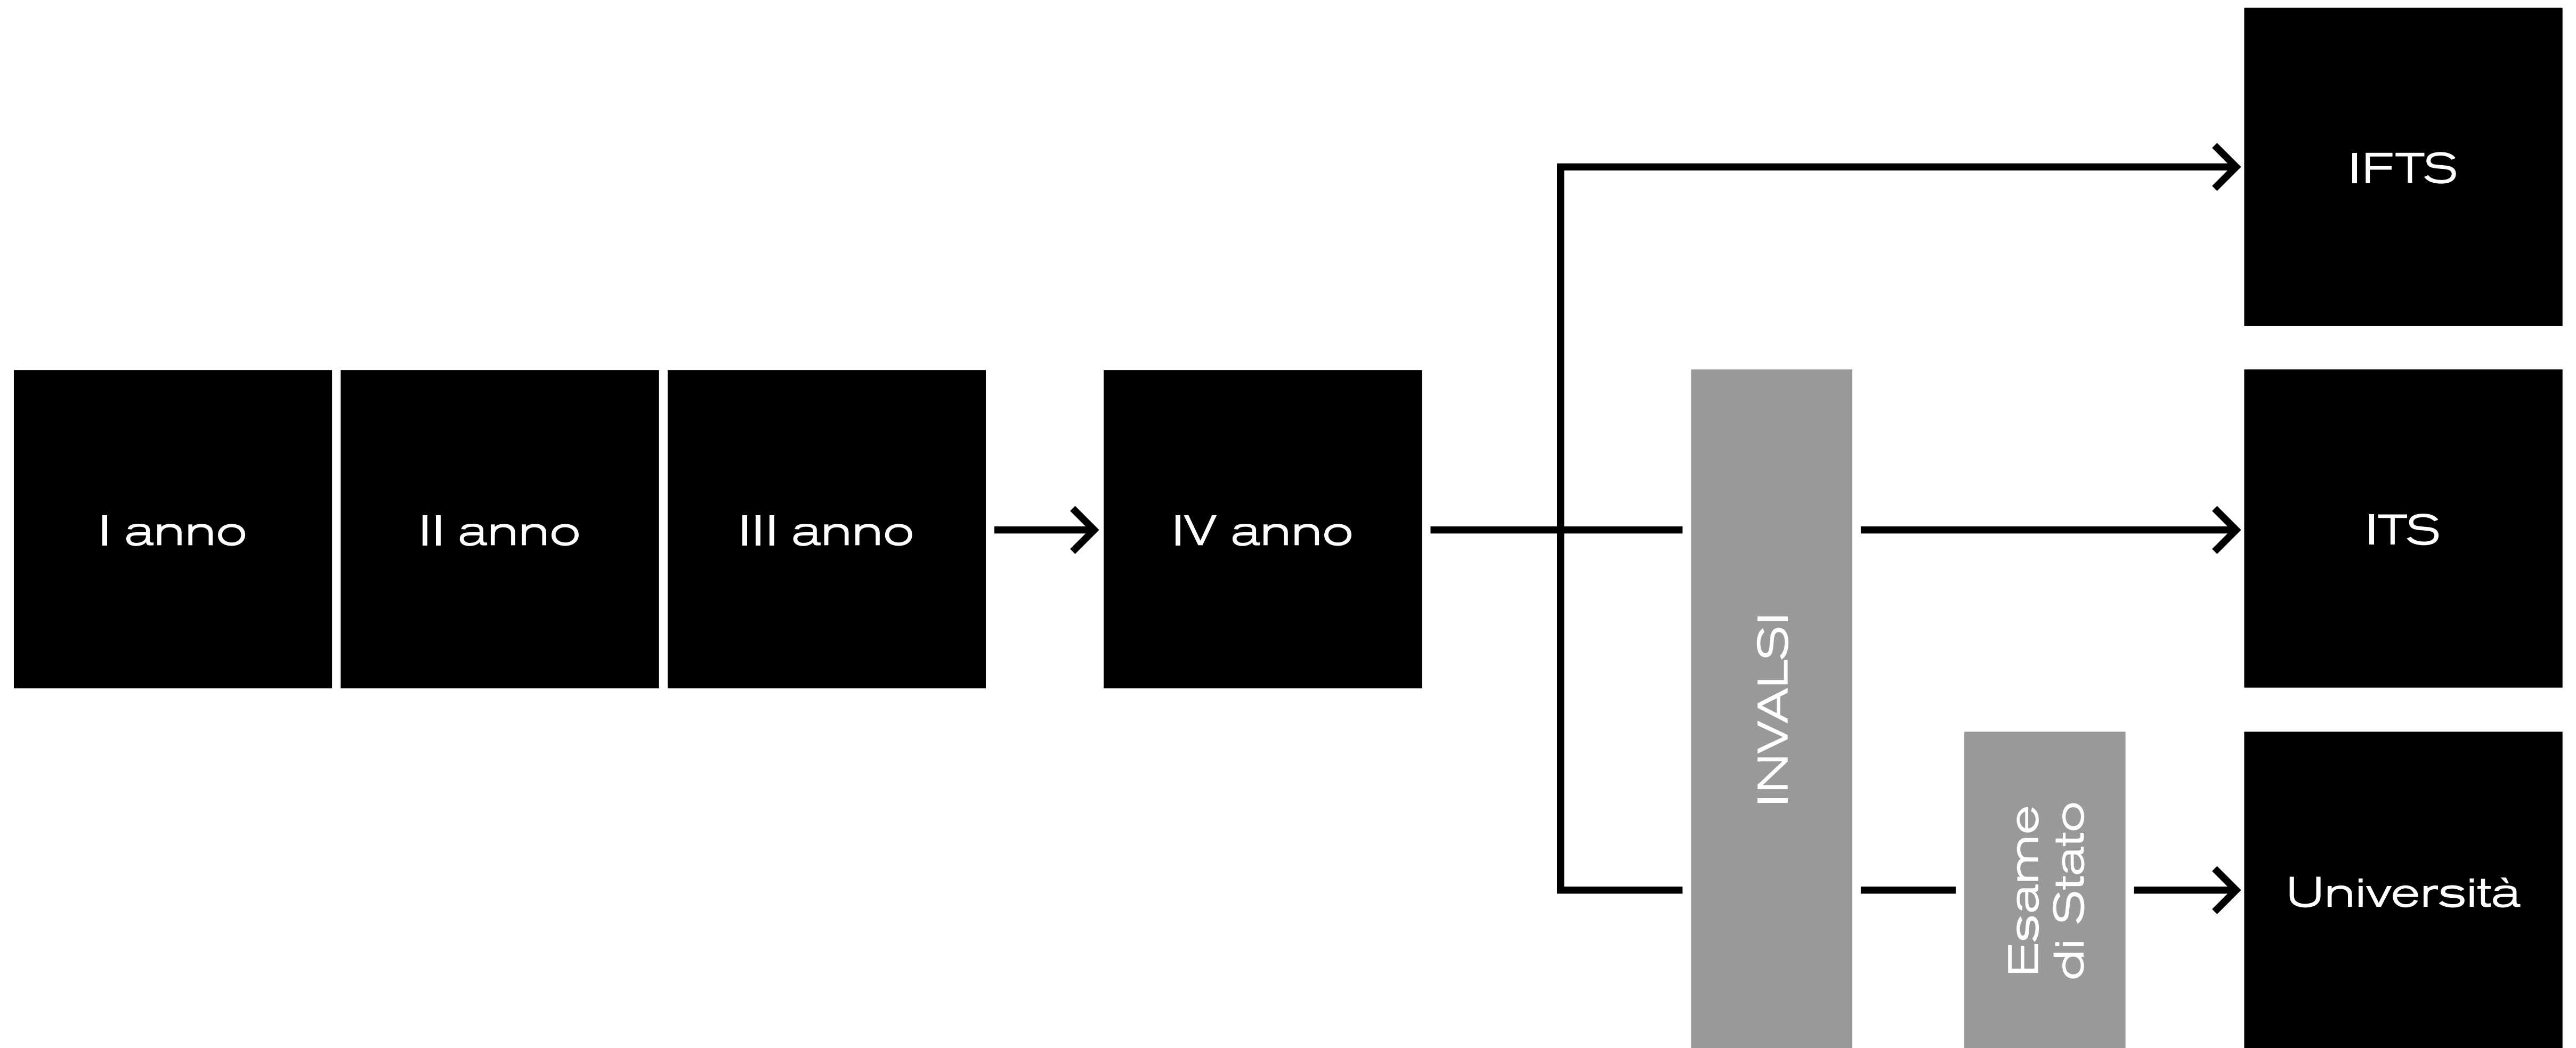 IFTS
I anno
II anno
III anno
IV anno
INVALSI
ITS
Esame
di Stato
Università